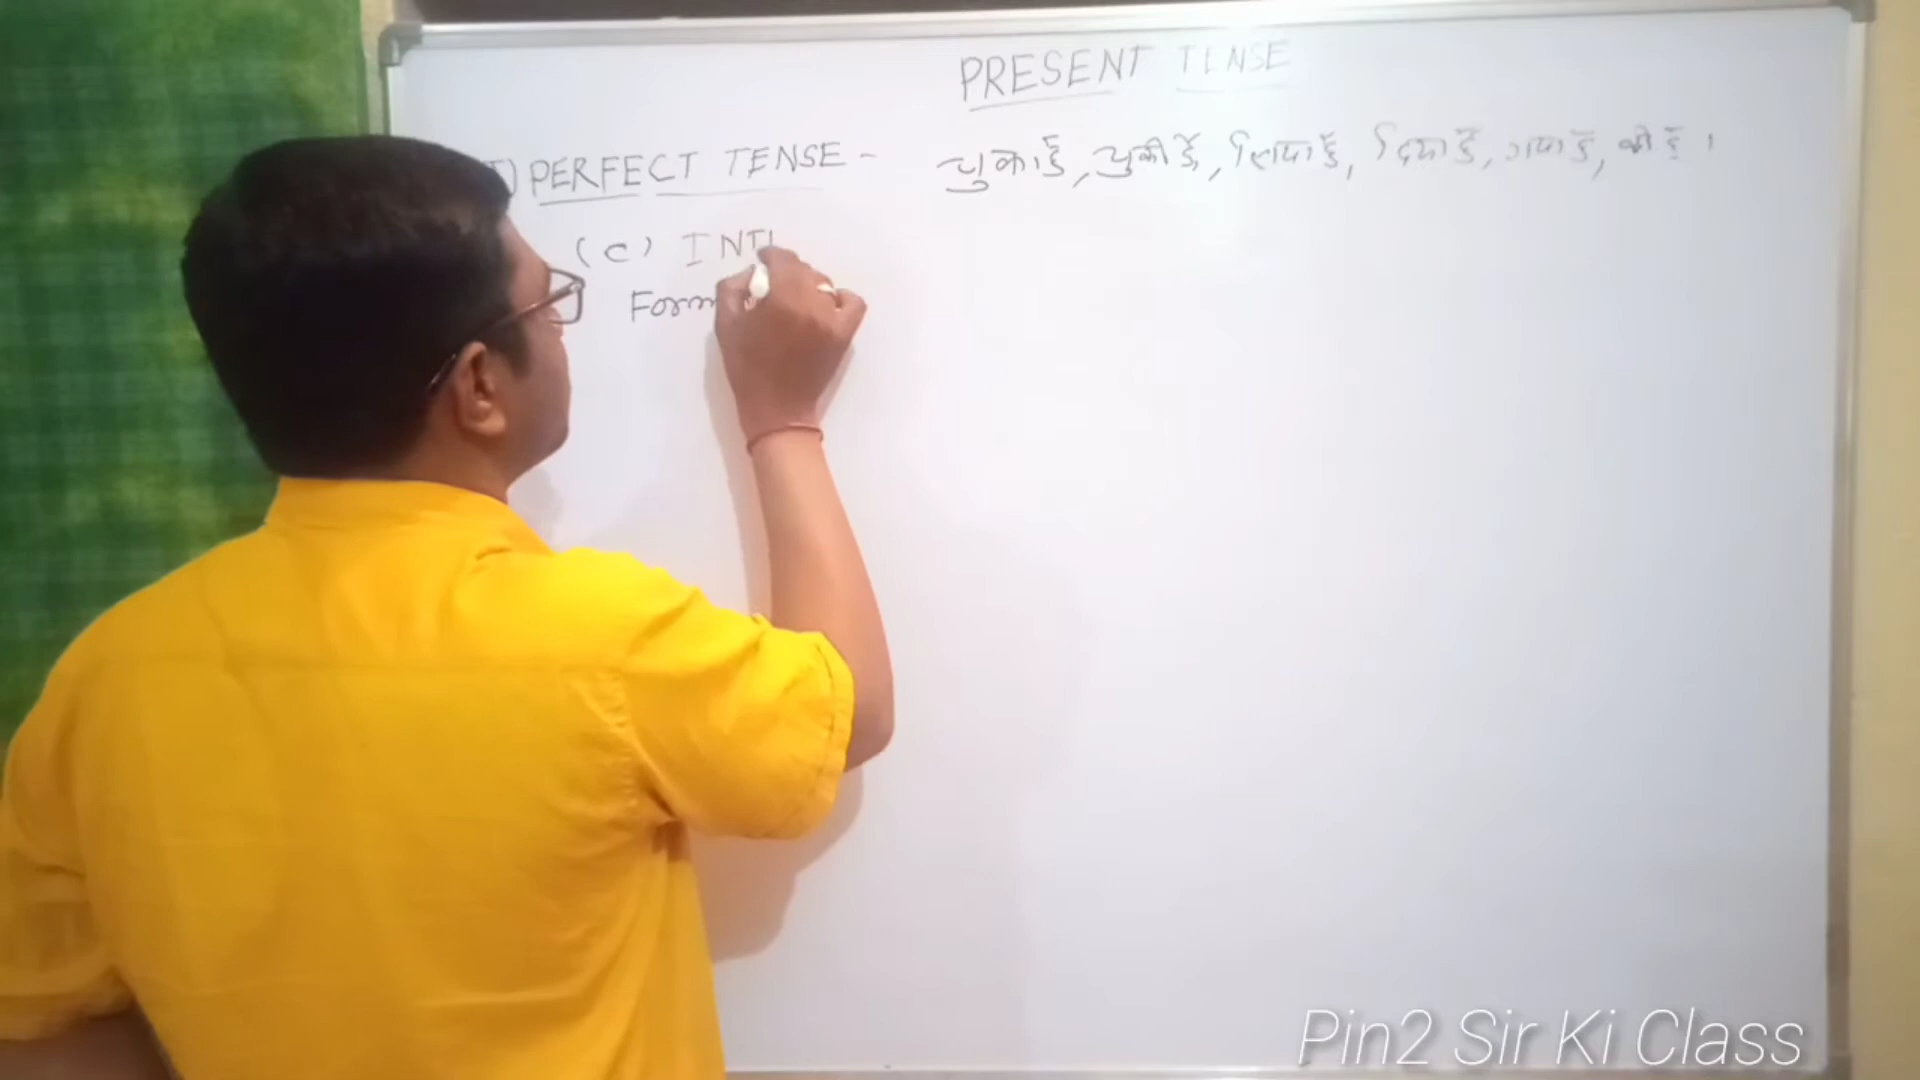 PRESENT TENSE
) PERFECT TENSE - चुका है, चुकी है, लिया है, दिया है, गया है, की है।
(C) INT
Form
Pin2 Sir Ki Class